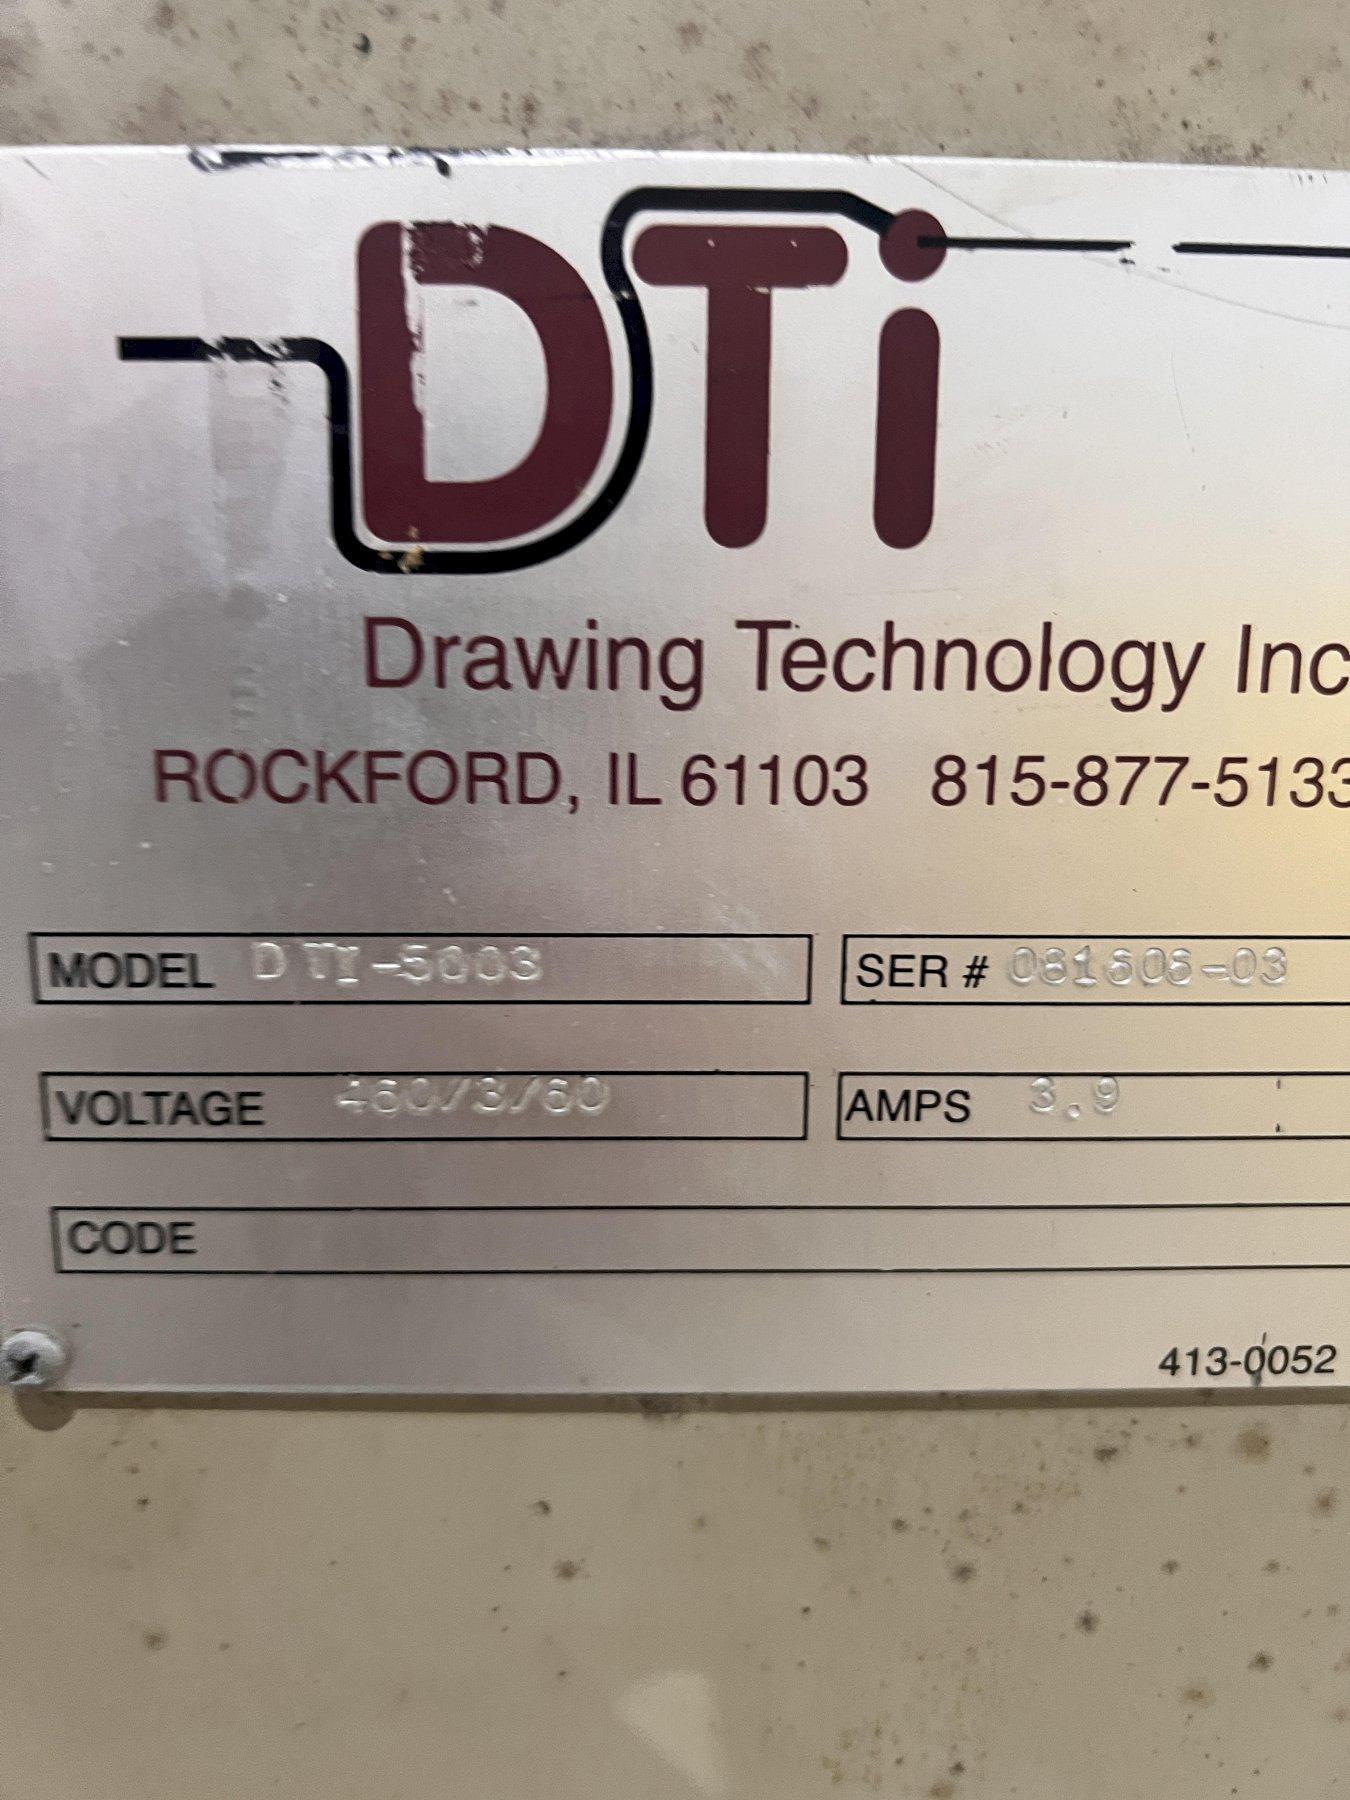 DTi
Drawing Technology Inc
ROCKFORD, IL 61103 815-877-5133
MODEL DTI-5003 SER # 081606-03
VOLTAGE 460/3/60 AMPS 3.9
CODE
413-0052